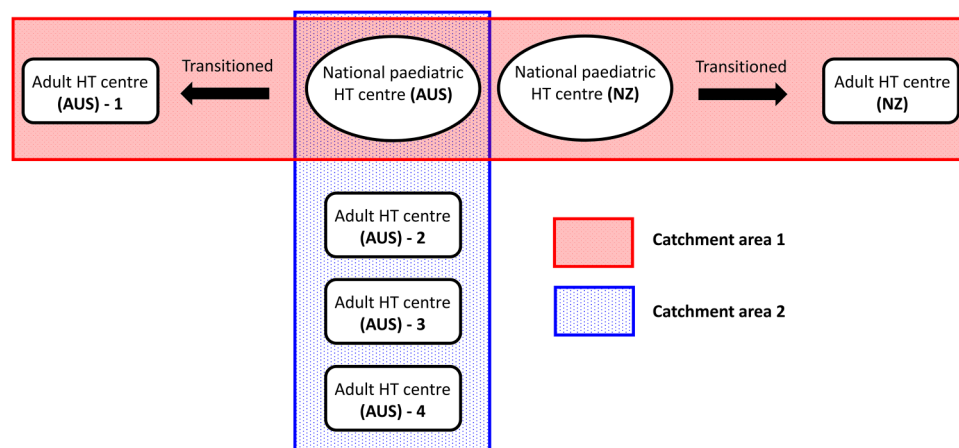 Adult HT centre
(AUS) - 1
Transitioned
National paediatric
HT centre (AUS)
National paediatric
HT centre (NZ)
Transitioned
Adult HT centre
(NZ)
Adult HT centre
(AUS) - 2
Adult HT centre
(AUS) - 3
Adult HT centre
(AUS) - 4
Catchment area 1
Catchment area 2